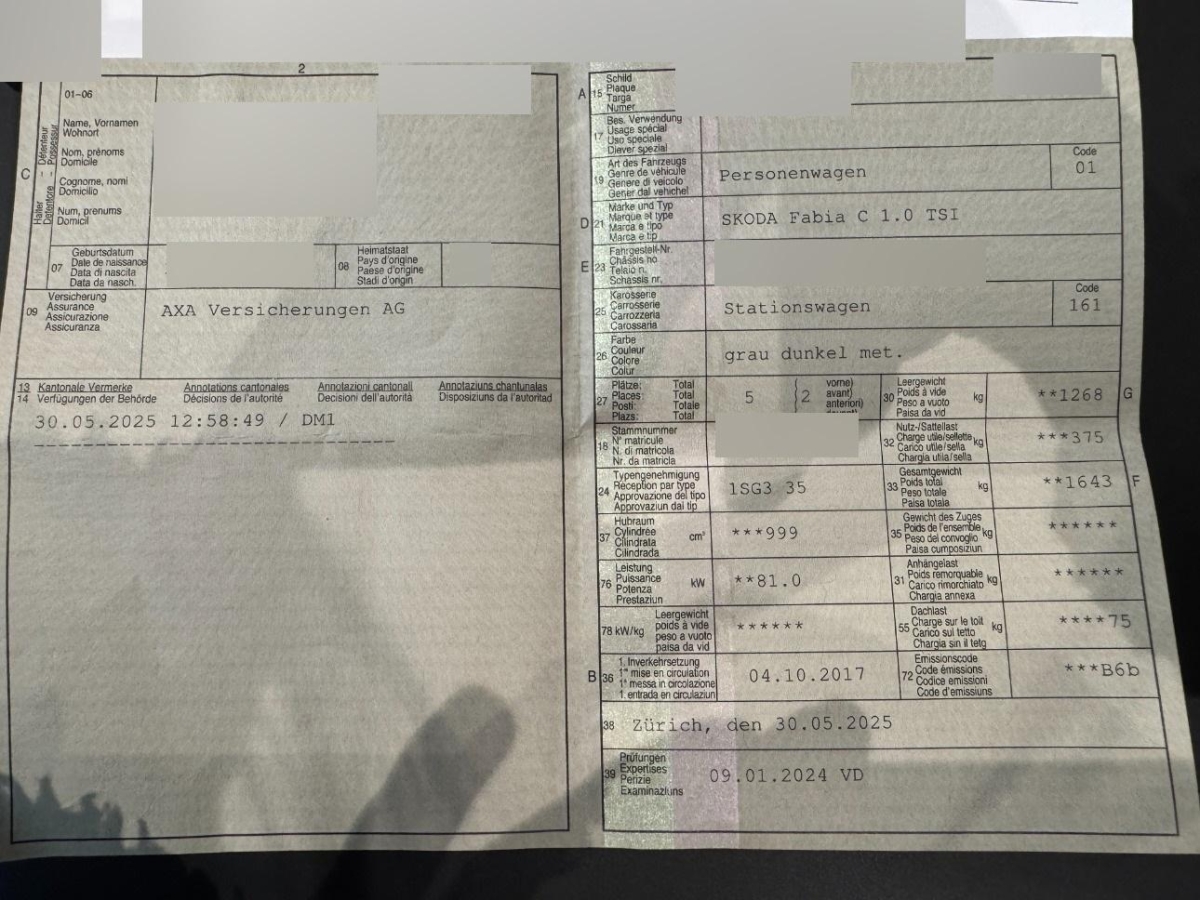 2
01-06
C
Halter - Détenteur
Detentore - Possessur
Name, Vornamen
Wohnort
Nom, prénoms
Domicile
Cognome, nomi
Domicilio
Num, prenums
Domicil
07
Geburtsdatum
Date de naissance
Data di nascita
Data da nasch.
08
Heimatstaat
Pays d'origine
Paese d'origine
Stadi d'origin
09
Versicherung
Assurance
Assicurazione
Assicuranza
AXA Versicherungen AG
13 Kantonale Vermerke Annotations cantonales Annotazioni cantonali Annotaziuns chantunalas
14 Verfügungen der Behörde Décisions de l'autorité Decisioni dell'autorità Disposiziuns da l'autoritad
30.05.2025 12:58:49 / DM1
A 15
Schild
Plaque
Targa
Numer
17
Bes. Verwendung
Usage spécial
Uso speciale
Diever spezial
19
Art des Fahrzeugs
Genre de véhicule
Genere di veicolo
Gener dal vehichel
Personenwagen
Code
01
D 21
Marke und Typ
Marque et type
Marca e tipo
Marca e tip
SKODA Fabia C 1.0 TSI
E 23
Fahrgestell-Nr.
Châssis no
Telaio n.
Schassis nr.
25
Karosserie
Carrosserie
Carrozzeria
Carossaria
Stationswagen
Code
161
26
Farbe
Couleur
Colore
Colur
grau dunkel met.
27
Plätze: Total
Places: Total
Posti: Totale
Plazs: Total
5
2
vorne)
avant)
anteriori)
30
Leergewicht
Poids à vide
Peso a vuoto
Paisa da vid
kg
**1268
G
18
Stammnummer
N° matricule
N. di matricola
Nr. da matricla
32
Nutz-/Sattellast
Charge utile/sellette
Carico utile/sella
Chargia utila/sella
kg
***375
24
Typengenehmigung
Réception par type
Approvazione del tipo
Approvaziun dal tip
1SG3 35
33
Gesamtgewicht
Poids total
Peso totale
Paisa totala
kg
**1643
F
37
Hubraum
Cylindrée
Cilindrata
Cilindrada
cm³
***999
35
Gewicht des Zuges
Poids de l'ensemble
Peso del convoglio
Paisa cumposiziun
kg
******
76
Leistung
Puissance
Potenza
Prestaziun
kW
**81.0
31
Anhängelast
Poids remorquable
Carico rimorchiato
Chargia annexa
kg
******
78 kW/kg
Leergewicht
poids à vide
peso a vuoto
paisa da vid
******
55
Dachlast
Charge sur le toit
Carico sul tetto
Chargia sin il tetg
kg
****75
B 36
1. Inverkehrsetzung
1re mise en circulation
1a messa in circolazione
1. entrada en circulaziun
04.10.2017
72
Emissionscode
Code émissions
Codice emissioni
Code d'emissiuns
***B6b
38
Zürich, den 30.05.2025
39
Prüfungen
Expertises
Perizie
Examinaziuns
09.01.2024 VD